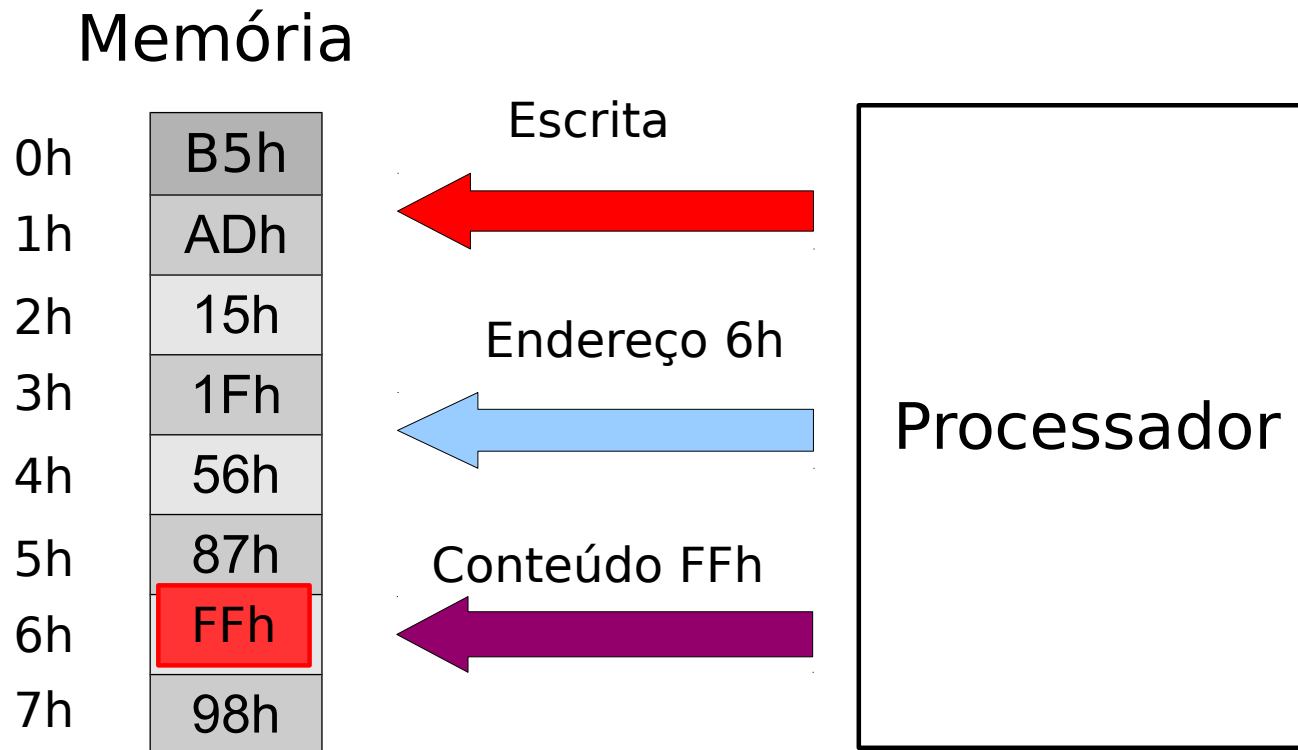 Memória
Escrita
0h B5h
1h ADh
2h 15h
Endereço 6h
3h 1Fh
Processador
4h 56h
5h 87h
Conteúdo FFh
6h FFh
7h 98h